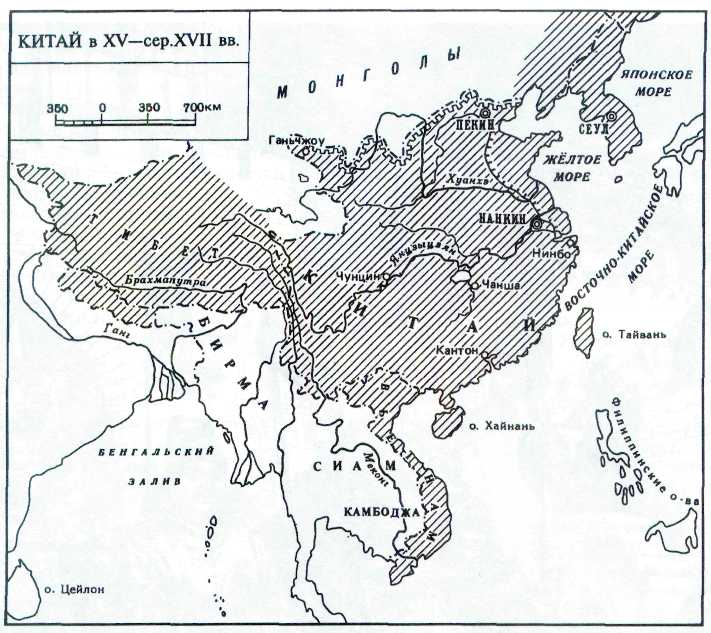 КИТАЙ в XV—сер.XVII вв.
350 0 350 700км
МОНГОЛЫ
ЯПОНСКОЕ
МОРЕ
ПЕКИН
СЕУЛ
Ганьчжоу
ЖЁЛТОЕ
МОРЕ
Хуанхэ
ТИБЕТ
НАНКИН
Нинбо
ВОСТОЧНО-КИТАЙСКОЕ
МОРЕ
Янцзыцзян
Чунцин
Брахмапутра
Чанша
КИТАЙ
Ганг
БИРМА
о. Тайвань
Кантон
ВЬЕТНАМ
о. Хайнань
Филиппинские о-ва
БЕНГАЛЬСКИЙ
ЗАЛИВ
СИАМ
Меконг
КАМБОДЖА
о. Цейлон